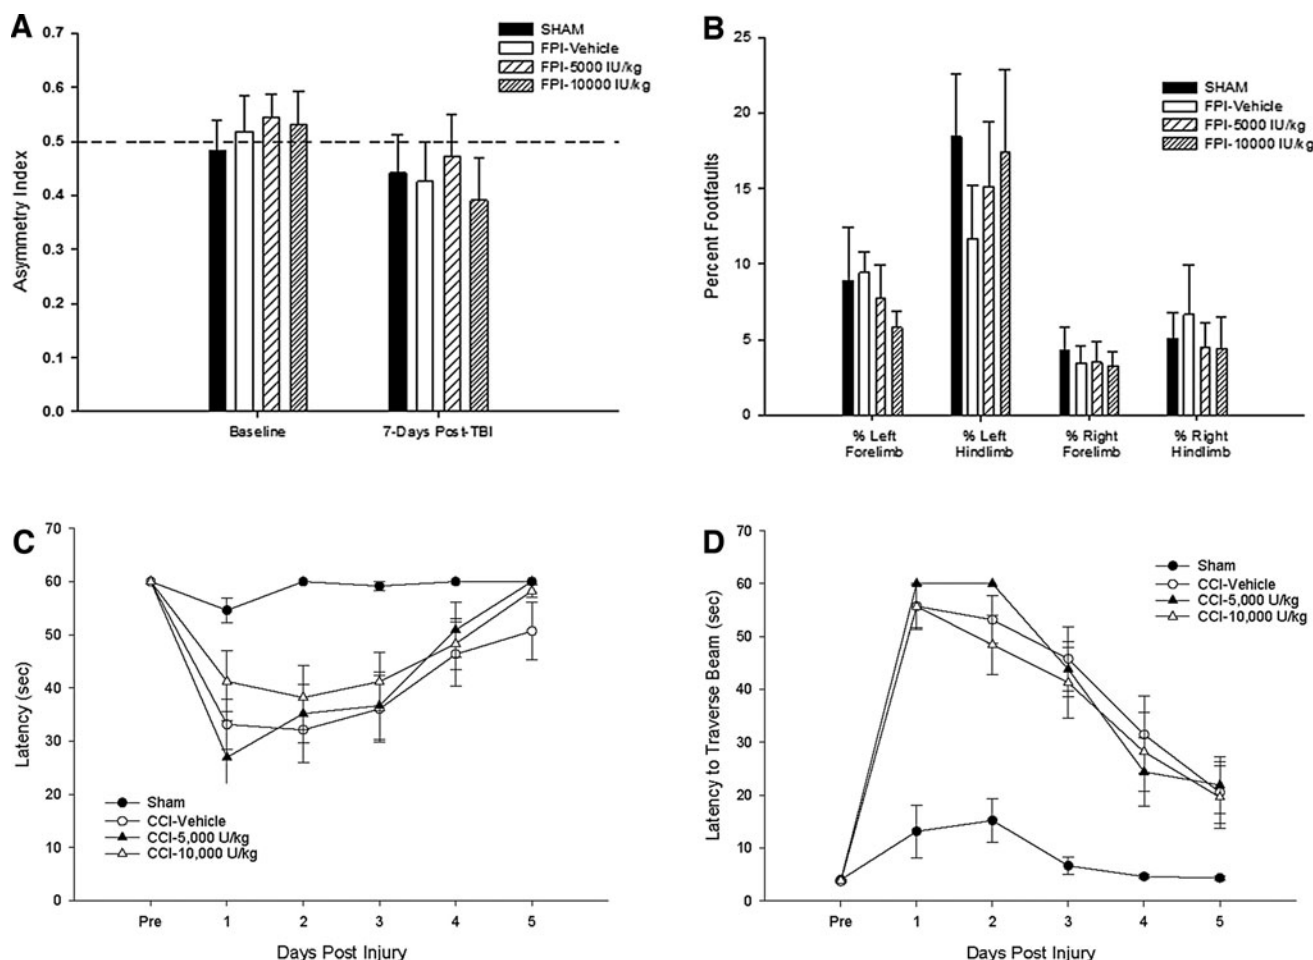 A
0.7
0.6
0.5
0.4
0.3
0.2
0.1
0.0
Asymmetry Index
SHAM
FPI-Vehicle
FPI-5000 IU/kg
FPI-10000 IU/kg
Baseline
7-Days Post-TBI
B
25
20
15
10
5
0
Percent Footfaults
SHAM
FPI-Vehicle
FPI-5000 IU/kg
FPI-10000 IU/kg
% Left
Forelimb
% Left
Hindlimb
% Right
Forelimb
% Right
Hindlimb
C
70
60
50
40
30
20
10
0
Latency (sec)
Sham
CCI-Vehicle
CCI-5,000 U/kg
CCI-10,000 U/kg
Pre
1
2
3
4
5
Days Post Injury
D
70
60
50
40
30
20
10
0
Latency to Traverse Beam (sec)
Sham
CCI-Vehicle
CCI-5,000 U/kg
CCI-10,000 U/kg
Pre
1
2
3
4
5
Days Post Injury